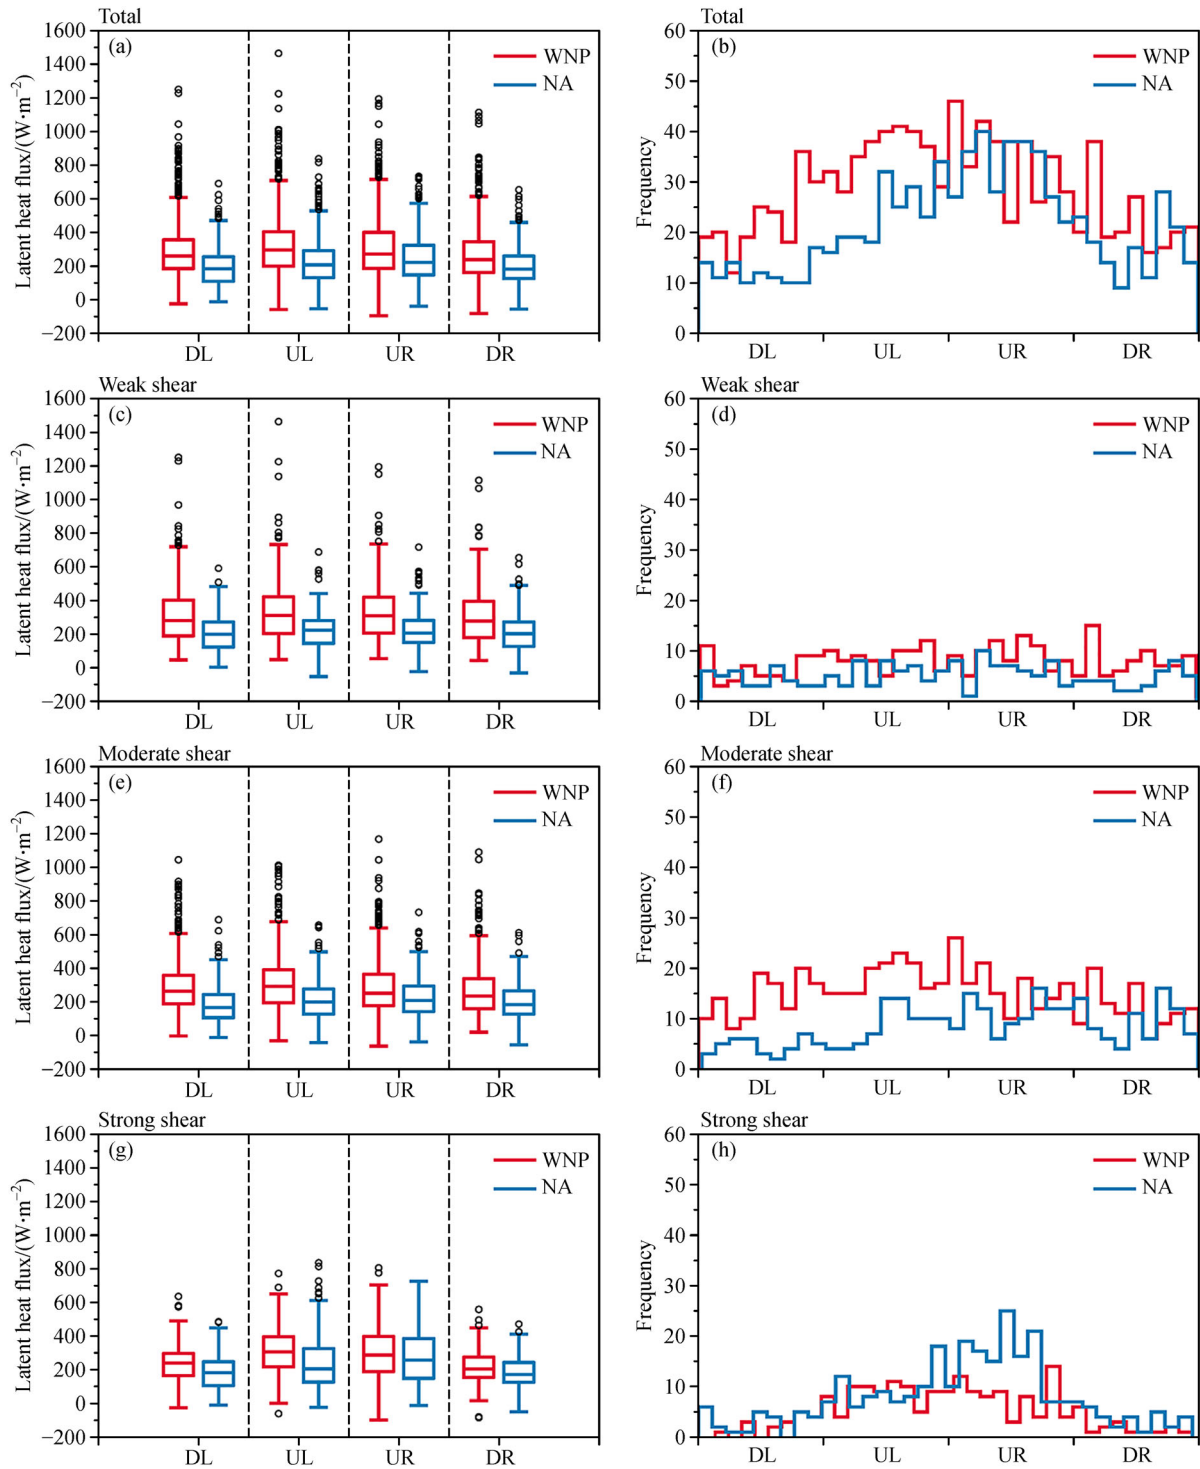 Total
(a)
WNP
NA
Latent heat flux/(W·m⁻²)
1600
1400
1200
1000
800
600
400
200
0
−200
DL UL UR DR
Total
(b)
WNP
NA
Frequency
60
50
40
30
20
10
0
DL UL UR DR
Weak shear
(c)
WNP
NA
Latent heat flux/(W·m⁻²)
1600
1400
1200
1000
800
600
400
200
0
−200
DL UL UR DR
Weak shear
(d)
WNP
NA
Frequency
60
50
40
30
20
10
0
DL UL UR DR
Moderate shear
(e)
WNP
NA
Latent heat flux/(W·m⁻²)
1600
1400
1200
1000
800
600
400
200
0
−200
DL UL UR DR
Moderate shear
(f)
WNP
NA
Frequency
60
50
40
30
20
10
0
DL UL UR DR
Strong shear
(g)
WNP
NA
Latent heat flux/(W·m⁻²)
1600
1400
1200
1000
800
600
400
200
0
−200
DL UL UR DR
Strong shear
(h)
WNP
NA
Frequency
60
50
40
30
20
10
0
DL UL UR DR